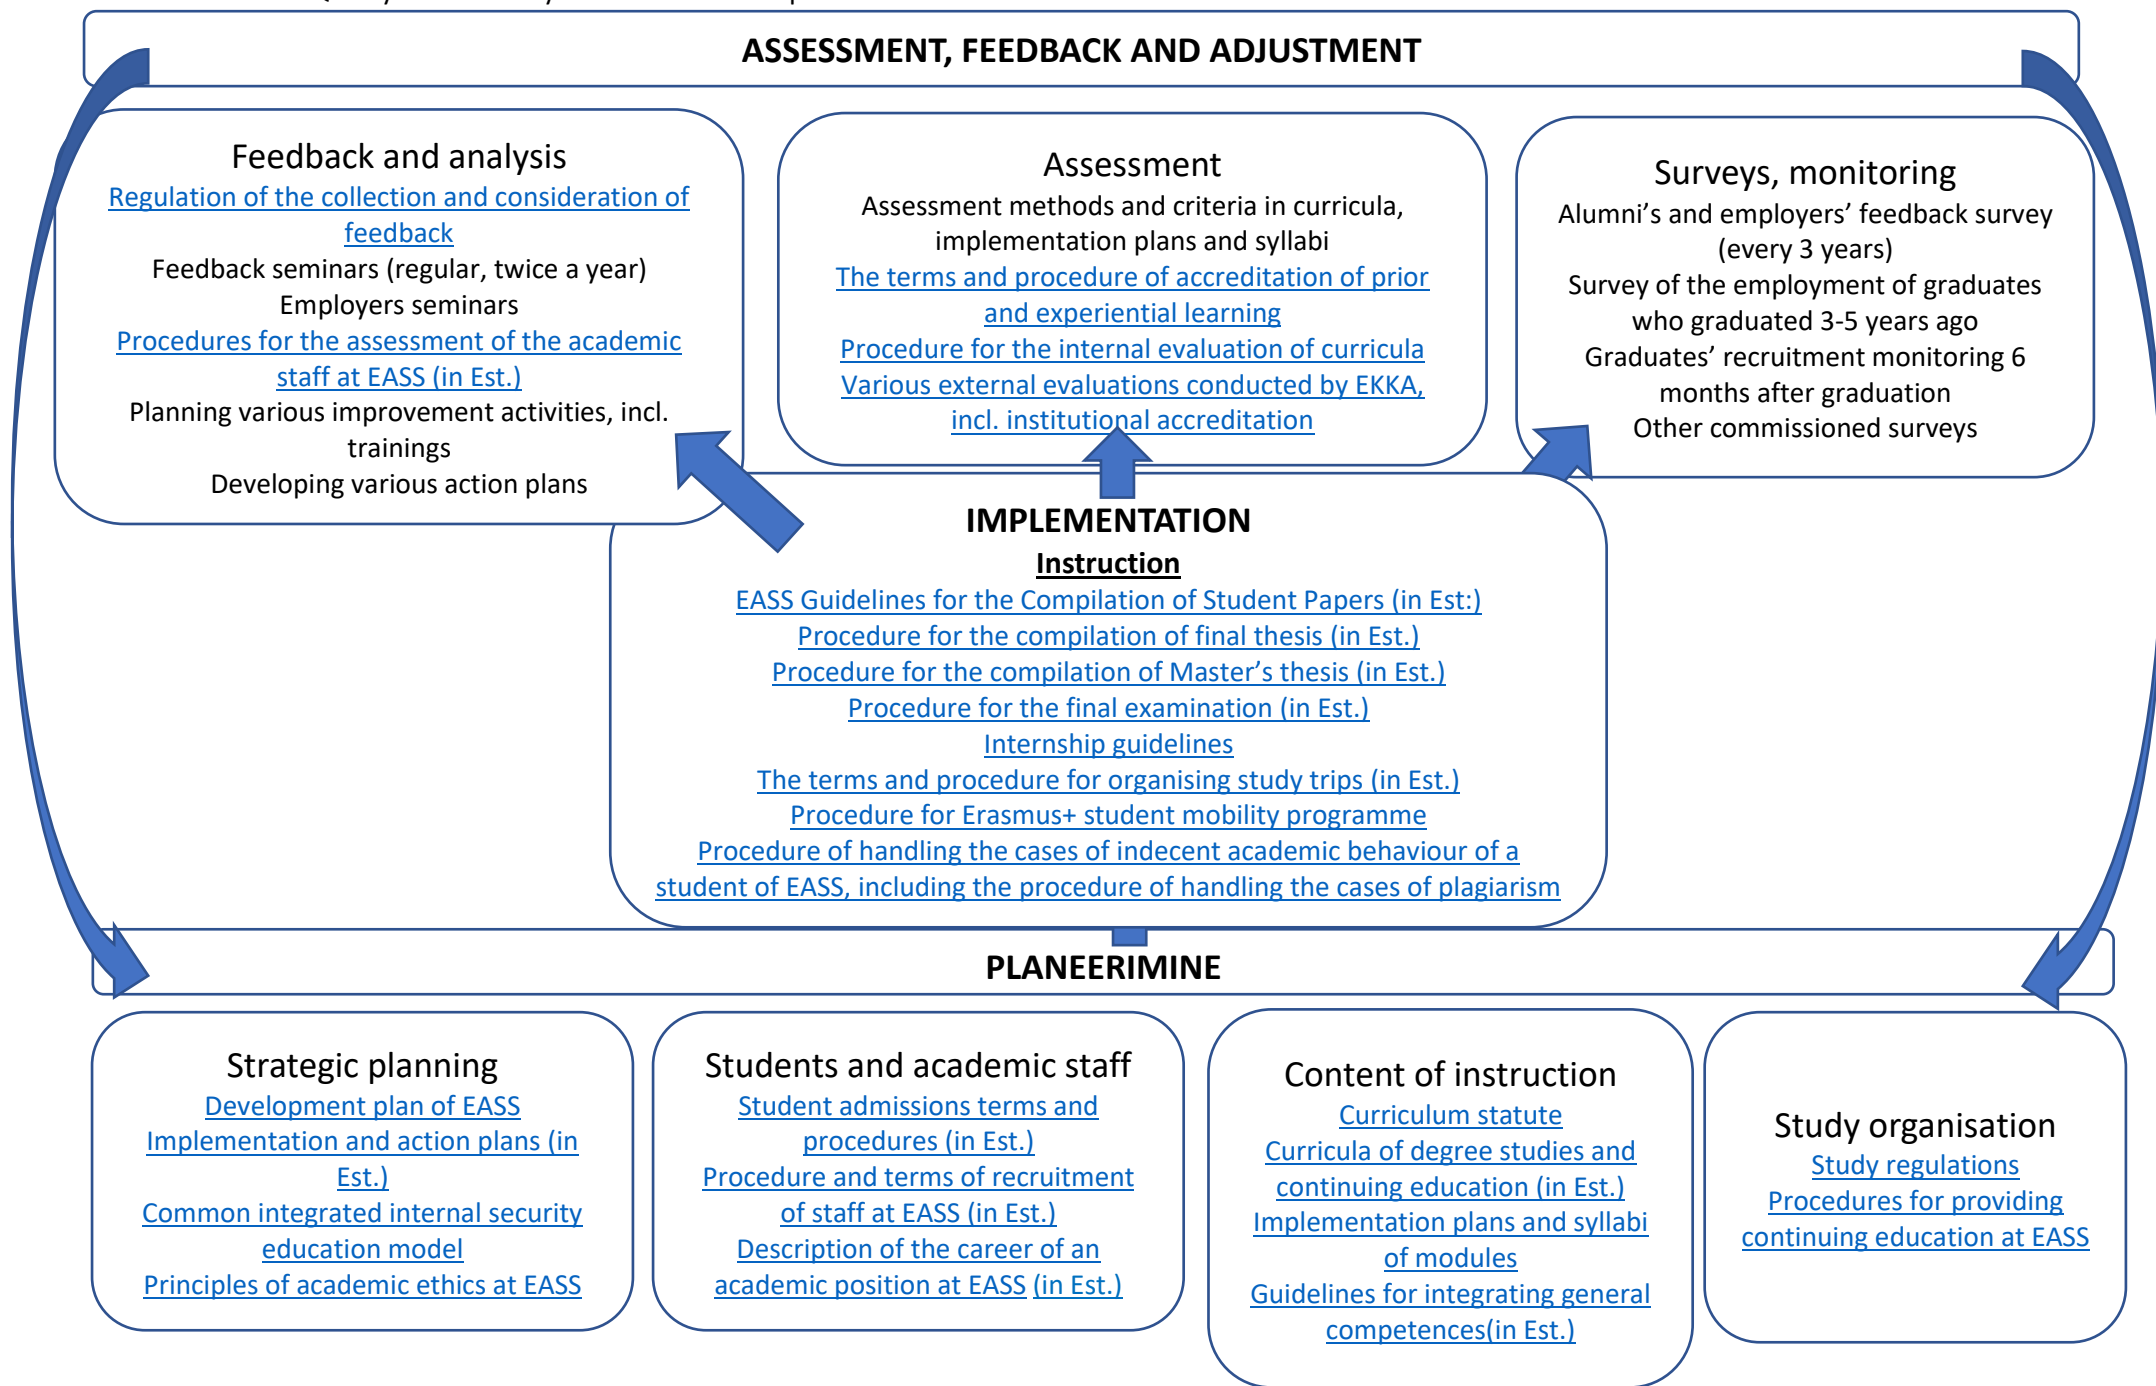 ASSESSMENT, FEEDBACK AND ADJUSTMENT
Feedback and analysis
Regulation of the collection and consideration of
feedback
Feedback seminars (regular, twice a year)
Employers seminars
Procedures for the assessment of the academic
staff at EASS (in Est.)
Planning various improvement activities, incl.
trainings
Developing various action plans
Assessment
Assessment methods and criteria in curricula,
implementation plans and syllabi
The terms and procedure of accreditation of prior
and experiential learning
Procedure for the internal evaluation of curricula
Various external evaluations conducted by EKKA,
incl. institutional accreditation
Surveys, monitoring
Alumni’s and employers’ feedback survey
(every 3 years)
Survey of the employment of graduates
who graduated 3-5 years ago
Graduates’ recruitment monitoring 6
months after graduation
Other commissioned surveys
IMPLEMENTATION
Instruction
EASS Guidelines for the Compilation of Student Papers (in Est:)
Procedure for the compilation of final thesis (in Est.)
Procedure for the compilation of Master’s thesis (in Est.)
Procedure for the final examination (in Est.)
Internship guidelines
The terms and procedure for organising study trips (in Est.)
Procedure for Erasmus+ student mobility programme
Procedure of handling the cases of indecent academic behaviour of a
student of EASS, including the procedure of handling the cases of plagiarism
PLANEERIMINE
Strategic planning
Development plan of EASS
Implementation and action plans (in
Est.)
Common integrated internal security
education model
Principles of academic ethics at EASS
Students and academic staff
Student admissions terms and
procedures (in Est.)
Procedure and terms of recruitment
of staff at EASS (in Est.)
Description of the career of an
academic position at EASS (in Est.)
Content of instruction
Curriculum statute
Curricula of degree studies and
continuing education (in Est.)
Implementation plans and syllabi
of modules
Guidelines for integrating general
competences(in Est.)
Study organisation
Study regulations
Procedures for providing
continuing education at EASS